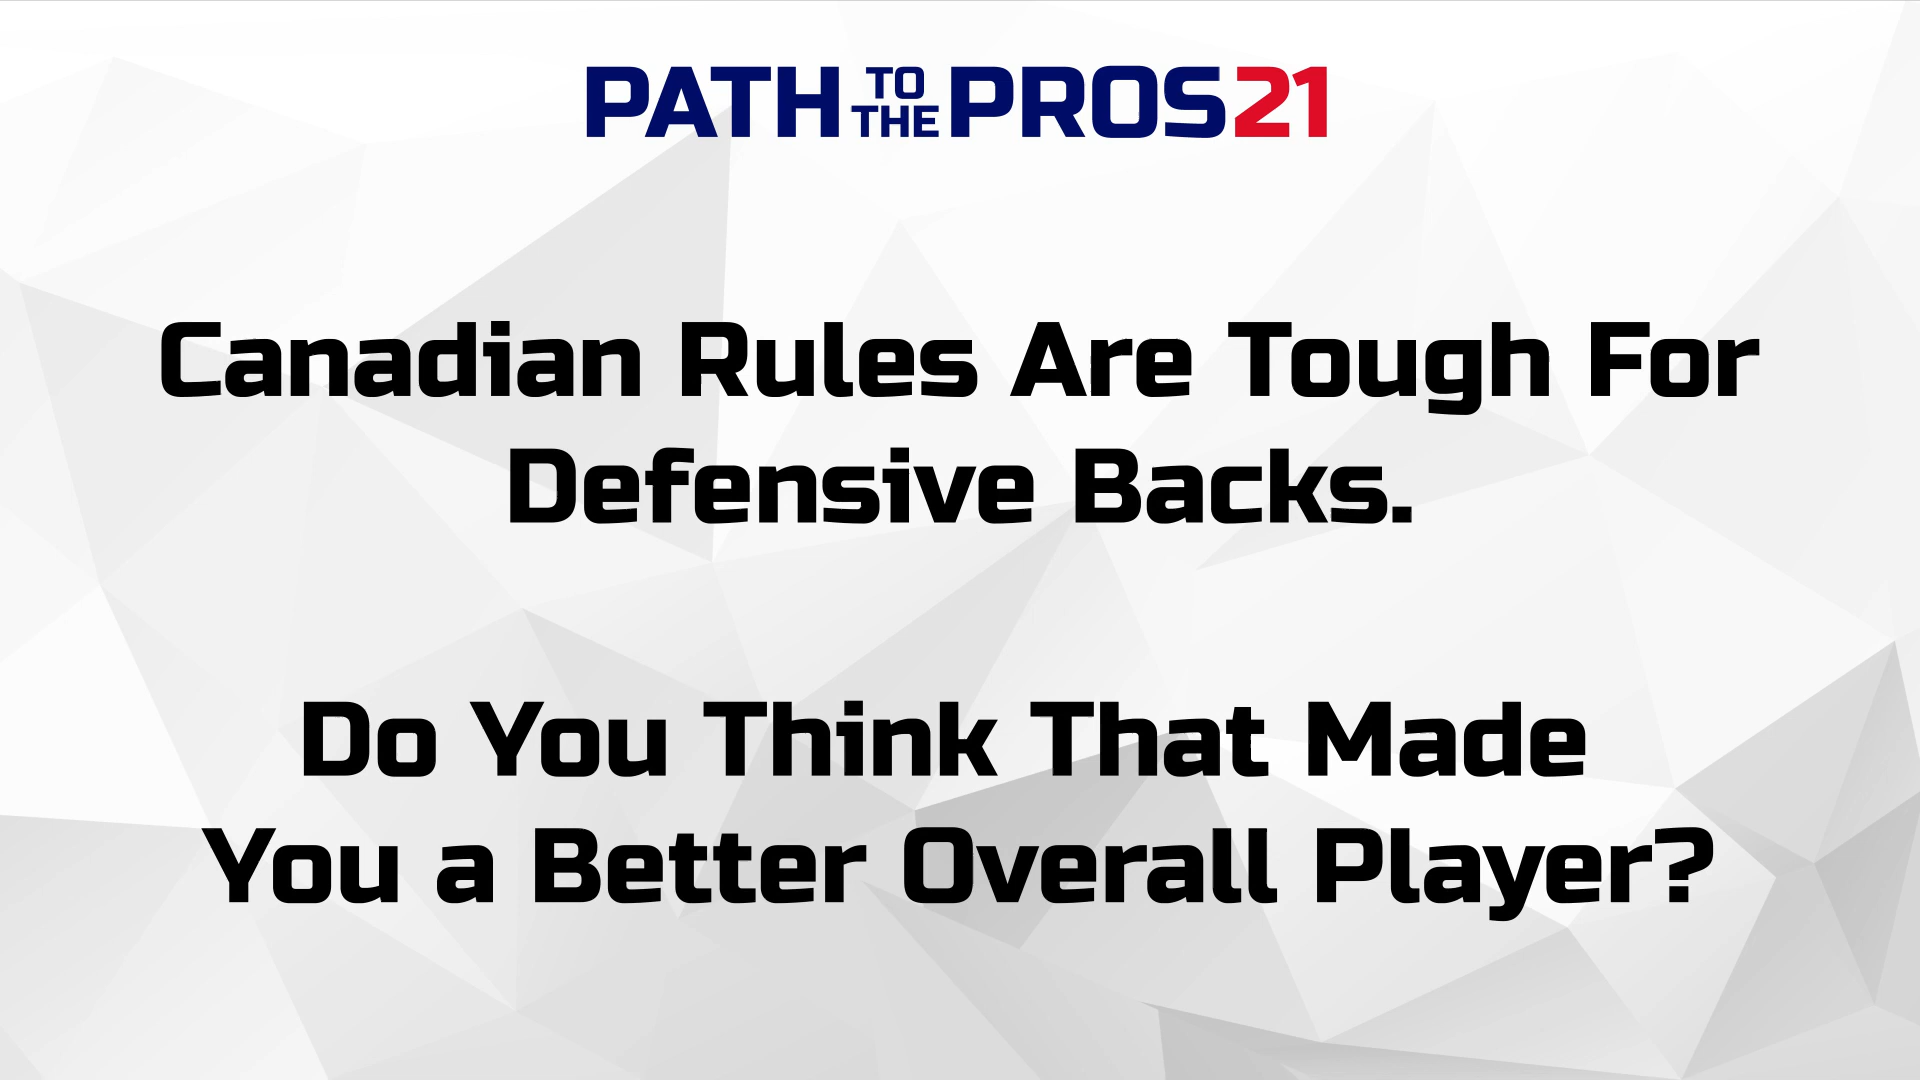 PATH TO THE PROS21
Canadian Rules Are Tough For
Defensive Backs.
Do You Think That Made
You a Better Overall Player?